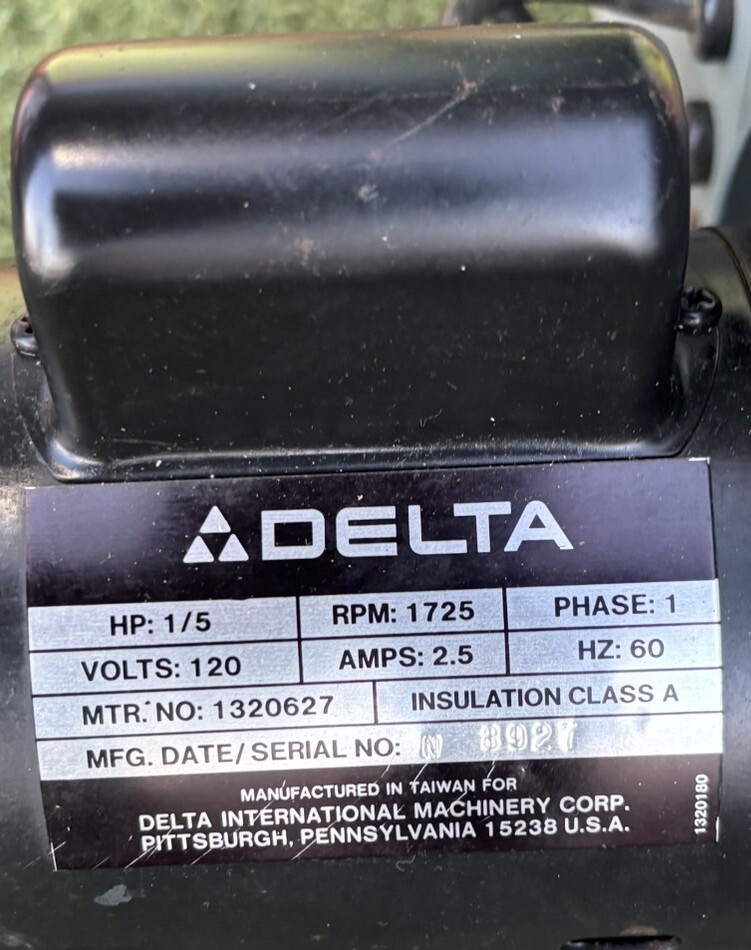 DELTA
HP: 1/5 RPM: 1725 PHASE: 1
VOLTS: 120 AMPS: 2.5 HZ: 60
MTR. NO: 1320627 INSULATION CLASS A
MFG. DATE/SERIAL NO: N 8927
MANUFACTURED IN TAIWAN FOR
DELTA INTERNATIONAL MACHINERY CORP.
PITTSBURGH, PENNSYLVANIA 15238 U.S.A.
1320180